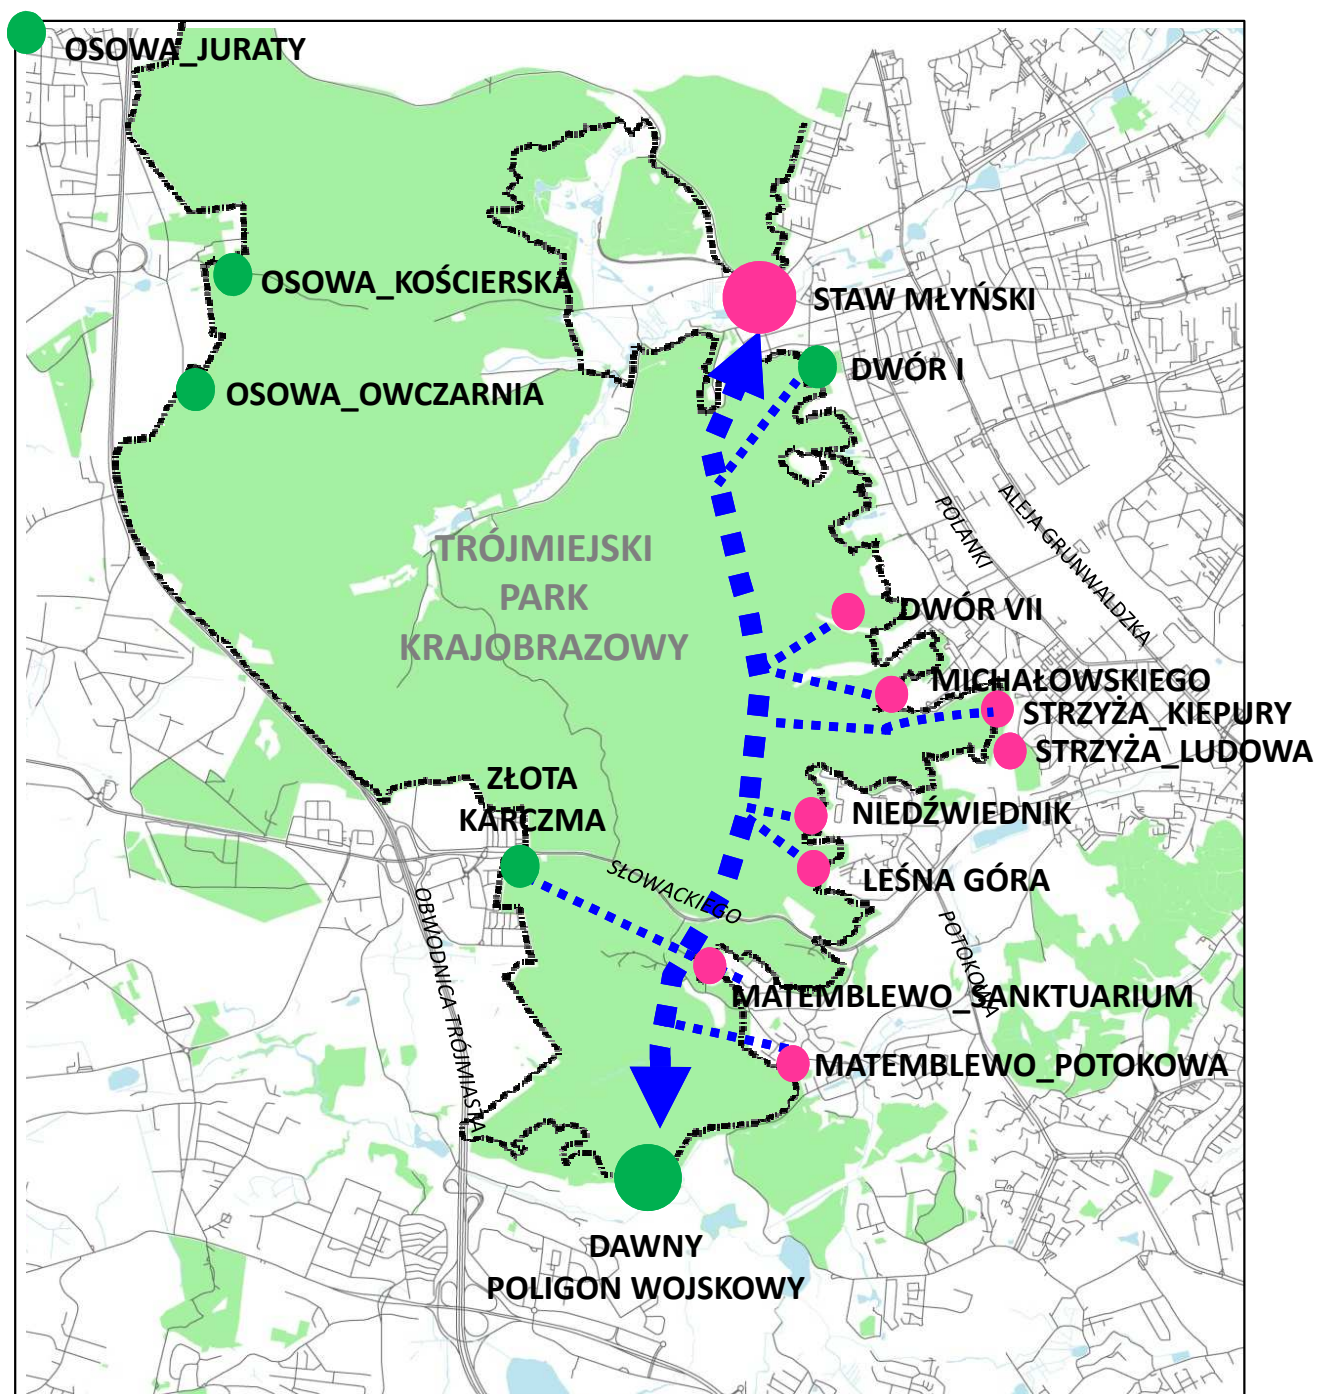 OSOWA_JURATY
OSOWA_KOŚCIERSKA
STAW MŁYŃSKI
DWÓR I
OSOWA_OWCZARNIA
ALEJA GRUNWALDZKA
POLANKI
TRÓJMIEJSKI
PARK
KRAJOBRAZOWY
DWÓR VII
MICHAŁOWSKIEGO
STRZYŻA_KIEPURY
STRZYŻA_LUDOWA
ZŁOTA
KARCZMA
NIEDŹWIEDNIK
LEŚNA GÓRA
SŁOWACKIEGO
OBWODNICA TRÓJMIASTA
POTOKOWA
MATEMBLEWO_SANKTUARIUM
MATEMBLEWO_POTOKOWA
DAWNY
POLIGON WOJSKOWY